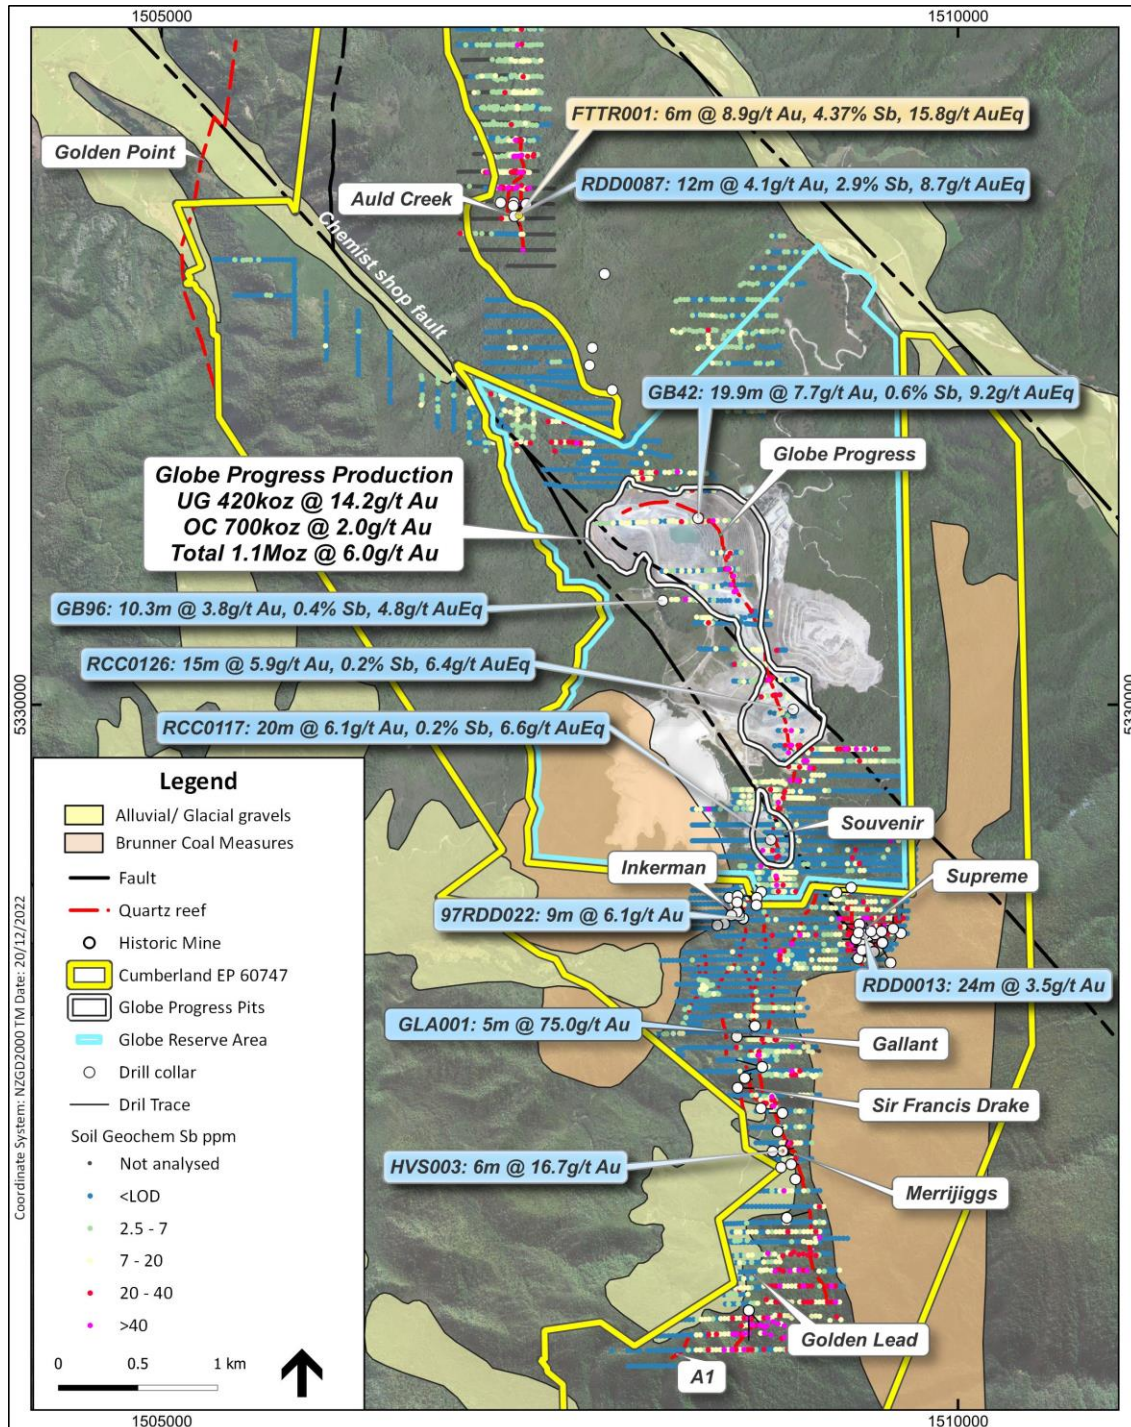 1505000
1510000
FTTR001: 6m @ 8.9g/t Au, 4.37% Sb, 15.8g/t AuEq
Golden Point
RDD0087: 12m @ 4.1g/t Au, 2.9% Sb, 8.7g/t AuEq
Auld Creek
Chemist shop fault
GB42: 19.9m @ 7.7g/t Au, 0.6% Sb, 9.2g/t AuEq
Globe Progress
Globe Progress Production
UG 420koz @ 14.2g/t Au
OC 700koz @ 2.0g/t Au
Total 1.1Moz @ 6.0g/t Au
GB96: 10.3m @ 3.8g/t Au, 0.4% Sb, 4.8g/t AuEq
RCC0126: 15m @ 5.9g/t Au, 0.2% Sb, 6.4g/t AuEq
5330000
5330000
RCC0117: 20m @ 6.1g/t Au, 0.2% Sb, 6.6g/t AuEq
Souvenir
Inkerman
Supreme
97RDD022: 9m @ 6.1g/t Au
RDD0013: 24m @ 3.5g/t Au
GLA001: 5m @ 75.0g/t Au
Gallant
Sir Francis Drake
HVS003: 6m @ 16.7g/t Au
Merrijiggs
Golden Lead
A1
Legend
Alluvial/ Glacial gravels
Brunner Coal Measures
Fault
Quartz reef
Historic Mine
Cumberland EP 60747
Globe Progress Pits
Globe Reserve Area
Drill collar
Dril Trace
Soil Geochem Sb ppm
Not analysed
<LOD
2.5 - 7
7 - 20
20 - 40
>40
0 0.5 1 km
Coordinate System: NZGD2000 TM Date: 20/12/2022
1505000
1510000